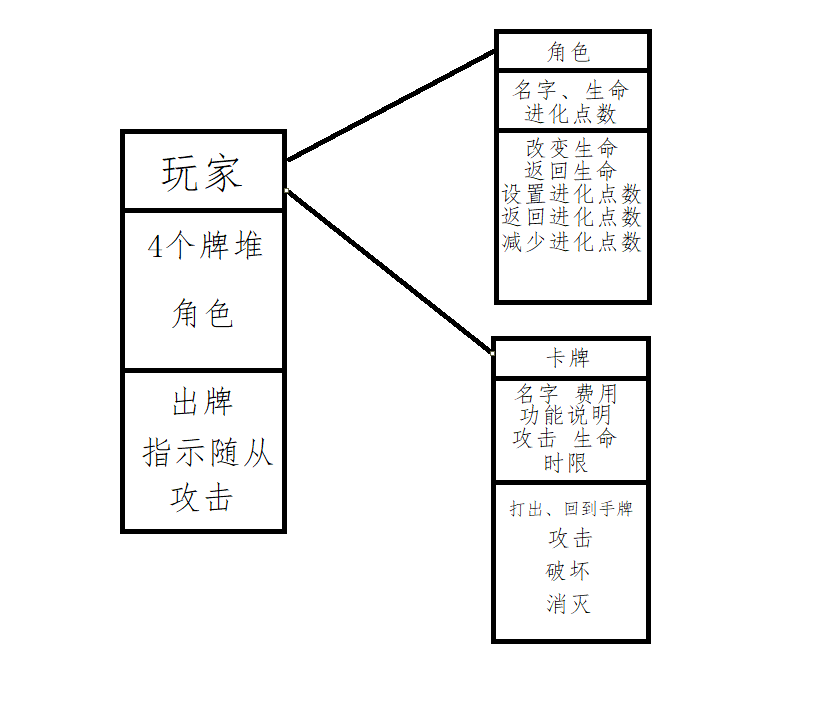 玩家
4个牌堆
角色
出牌
指示随从
攻击
角色
名字、生命
进化点数
改变生命
返回生命
设置进化点数
返回进化点数
减少进化点数
卡牌
名字 费用
功能说明
攻击 生命
时限
打出、回到手牌
攻击
破坏
消灭